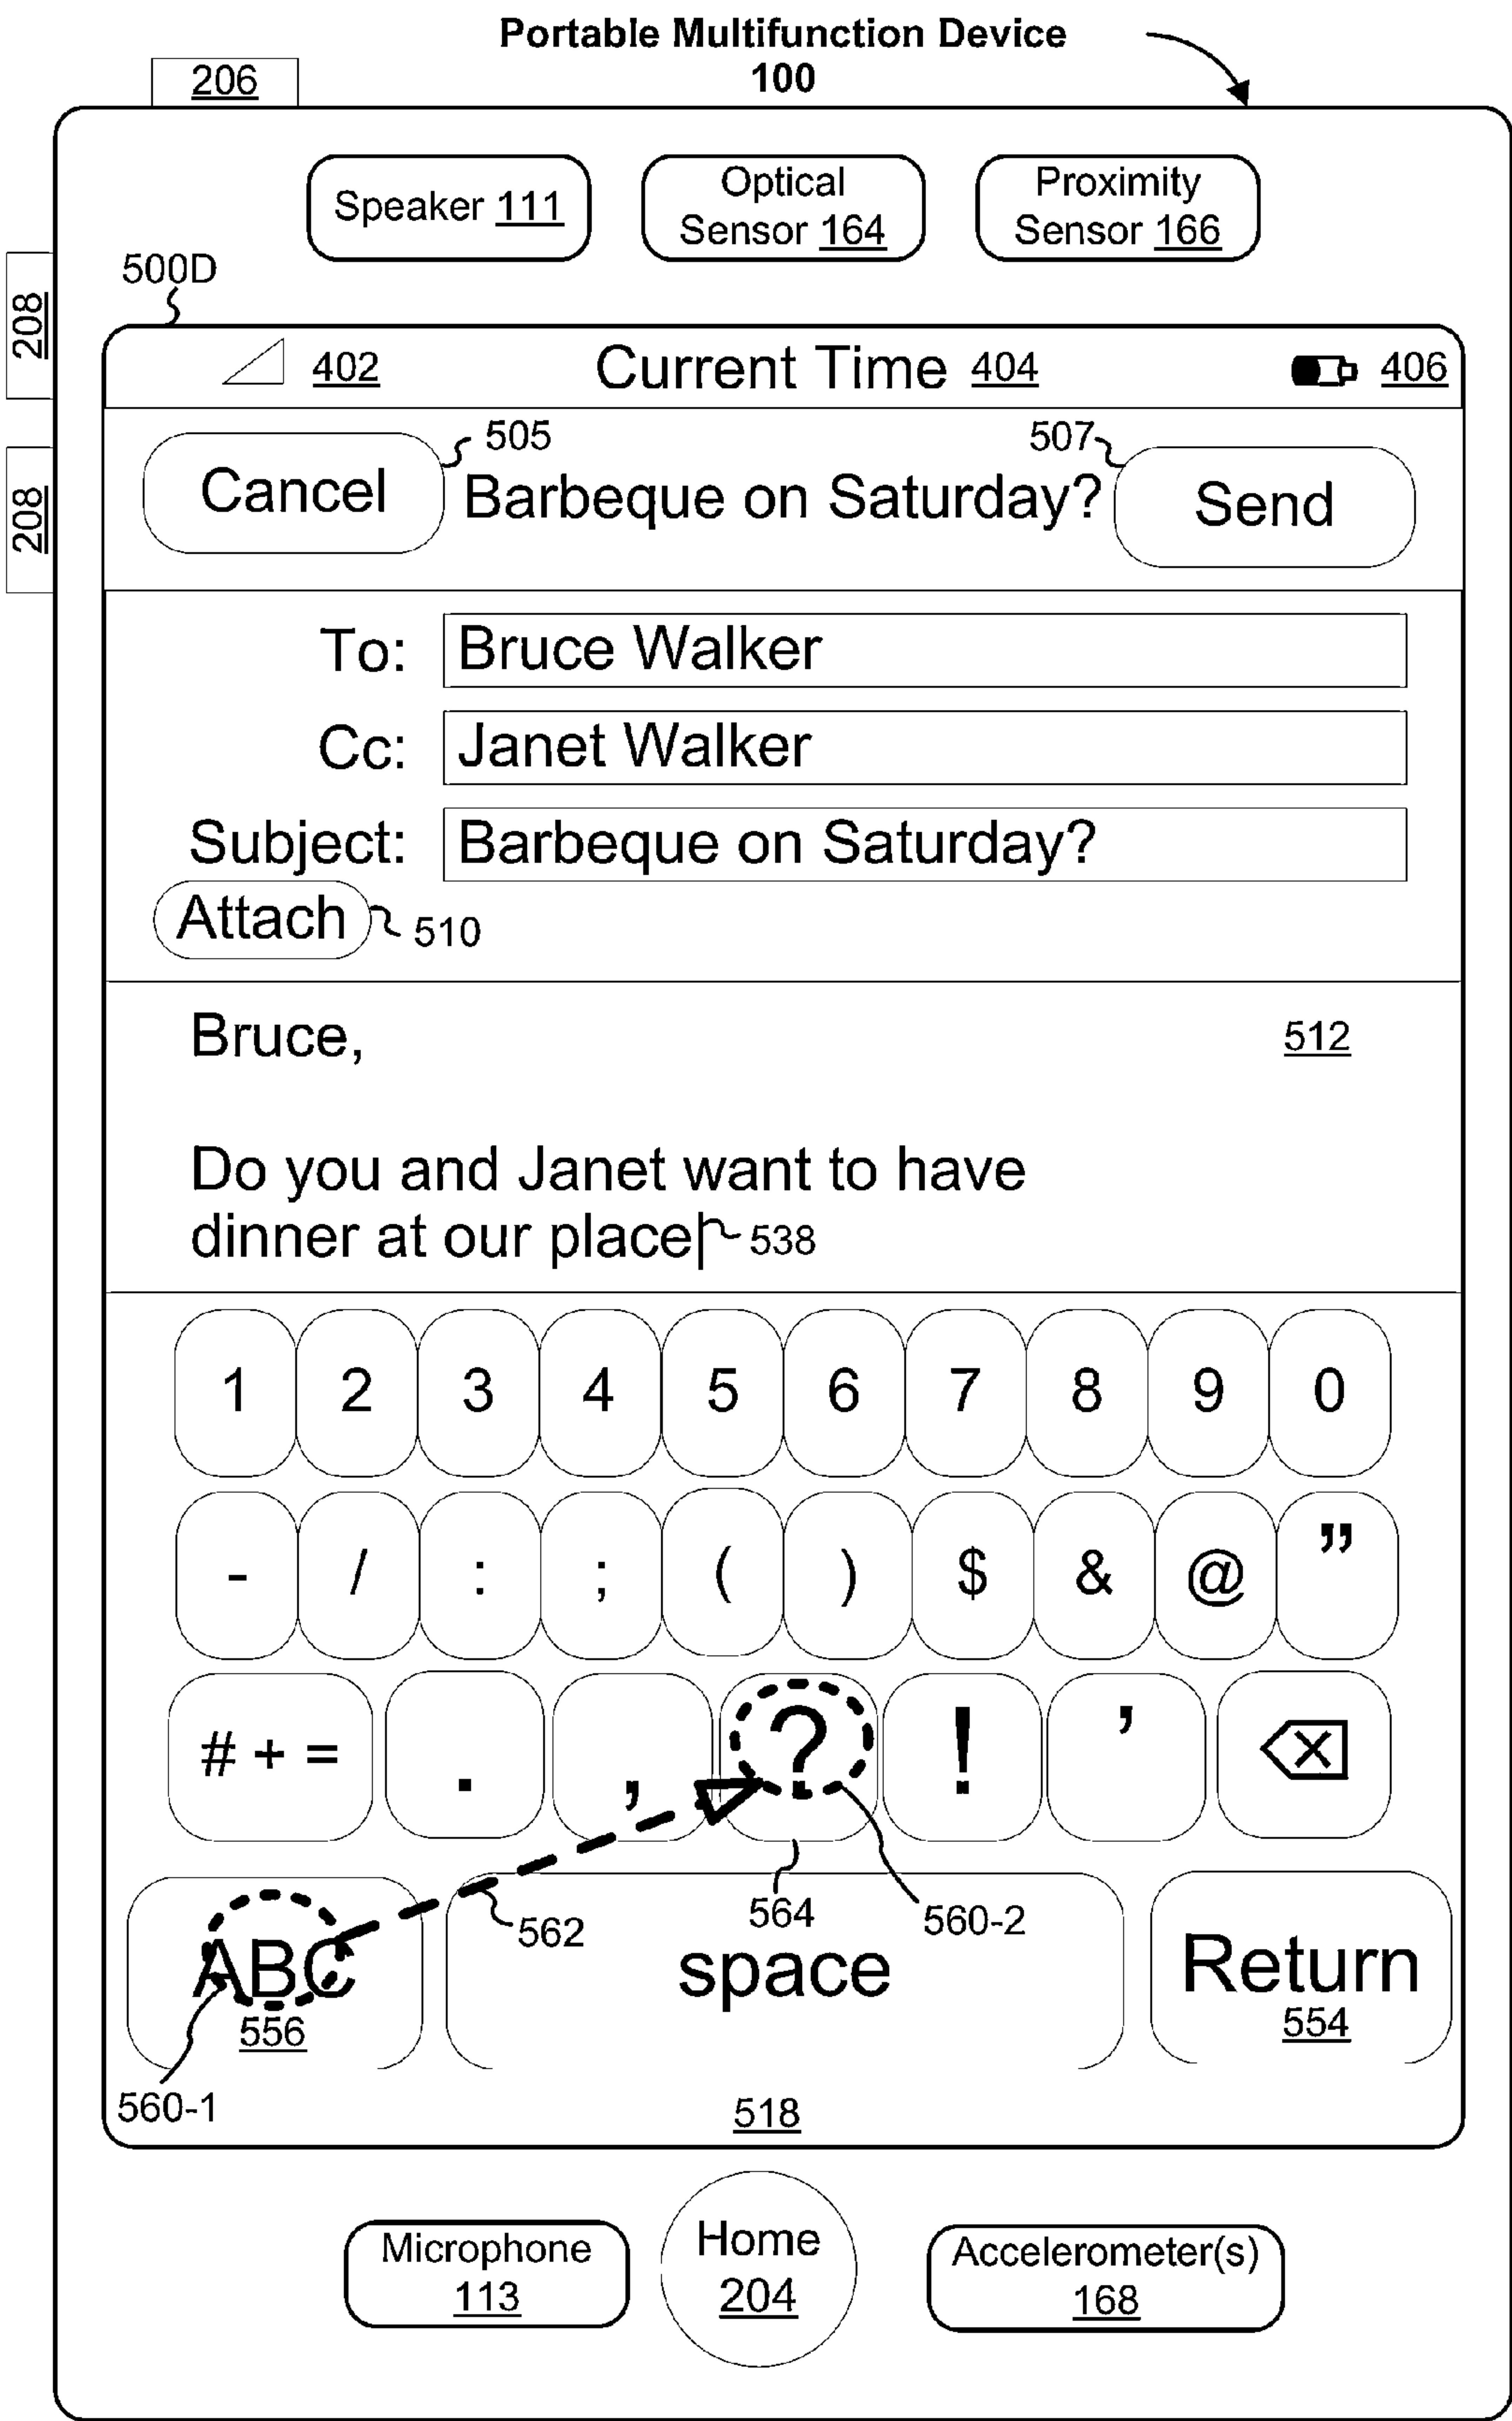 Portable Multifunction Device
100
206
Speaker 111
Optical
Sensor 164
Proximity
Sensor 166
208
500D
402
Current Time 404
406
505
507
Cancel
Barbeque on Saturday?
Send
208
To:
Bruce Walker
Cc:
Janet Walker
Subject:
Barbeque on Saturday?
Attach
510
Bruce,
512
Do you and Janet want to have
dinner at our place
538
1 2 3 4 5 6 7 8 9 0
- / : ; ( ) $ & @ ”
# + = . , ? ! ’
562
564
560-2
ABC
556
space
Return
554
560-1
518
Microphone
113
Home
204
Accelerometer(s)
168